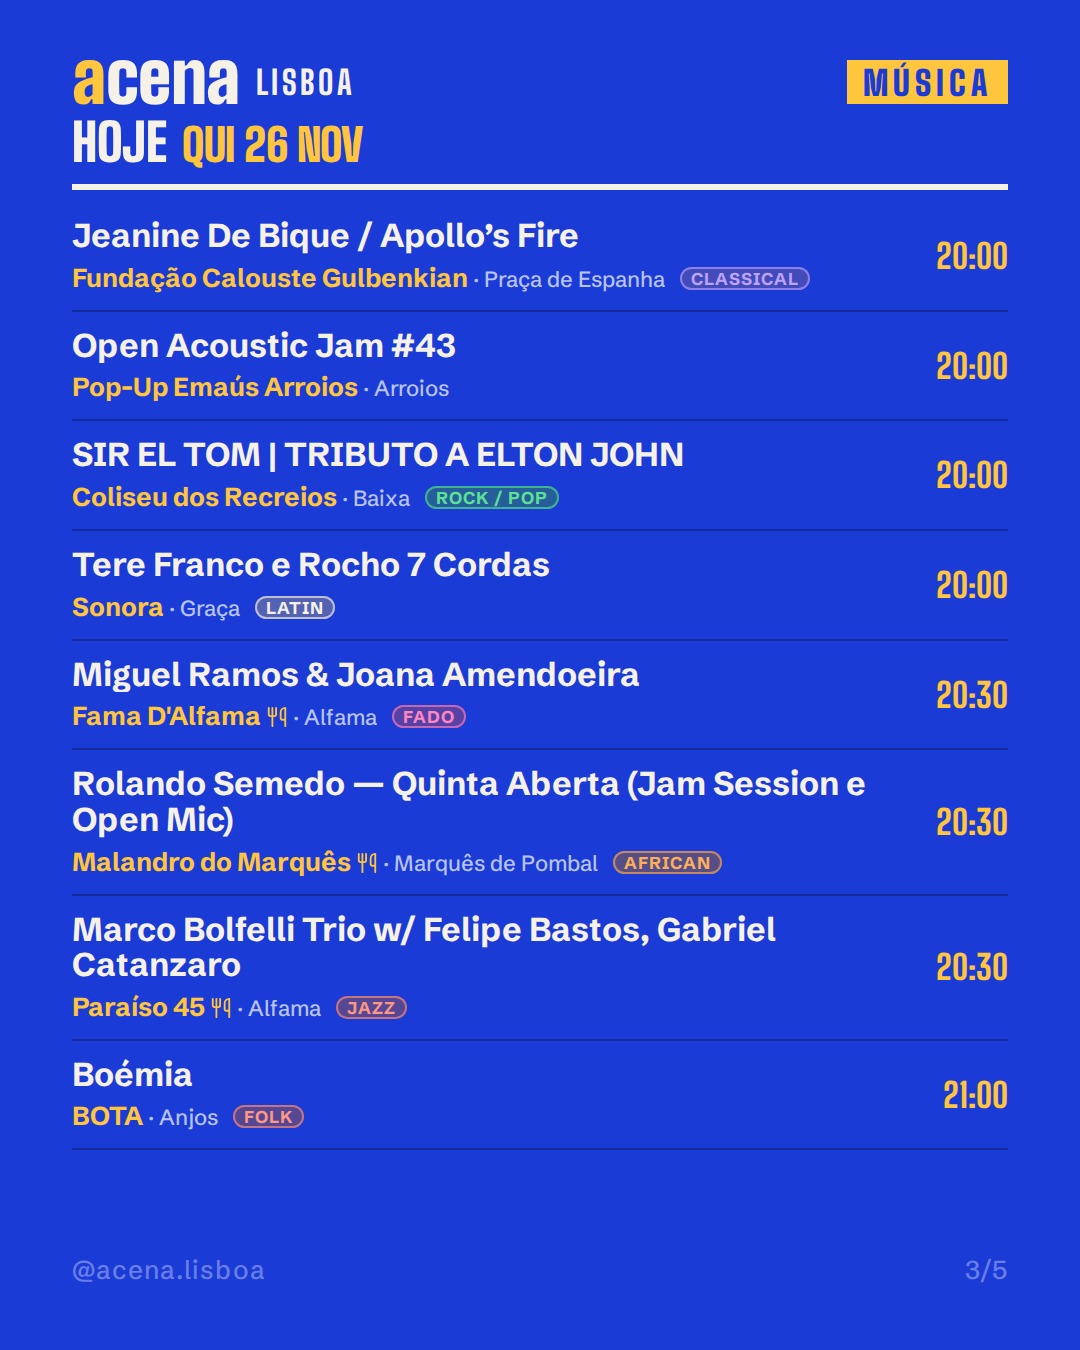 acena LISBOA
MÚSICA
HOJE QUI 26 NOV
Jeanine De Bique / Apollo’s Fire
Fundação Calouste Gulbenkian · Praça de Espanha CLASSICAL
20:00
Open Acoustic Jam #43
Pop-Up Emaús Arroios · Arroios
20:00
SIR EL TOM | TRIBUTO A ELTON JOHN
Coliseu dos Recreios · Baixa ROCK / POP
20:00
Tere Franco e Rocho 7 Cordas
Sonora · Graça LATIN
20:00
Miguel Ramos & Joana Amendoeira
Fama D'Alfama · Alfama FADO
20:30
Rolando Semedo — Quinta Aberta (Jam Session e
Open Mic)
Malandro do Marquês · Marquês de Pombal AFRICAN
20:30
Marco Bolfelli Trio w/ Felipe Bastos, Gabriel
Catanzaro
Paraíso 45 · Alfama JAZZ
20:30
Boémia
BOTA · Anjos FOLK
21:00
@acena.lisboa
3/5